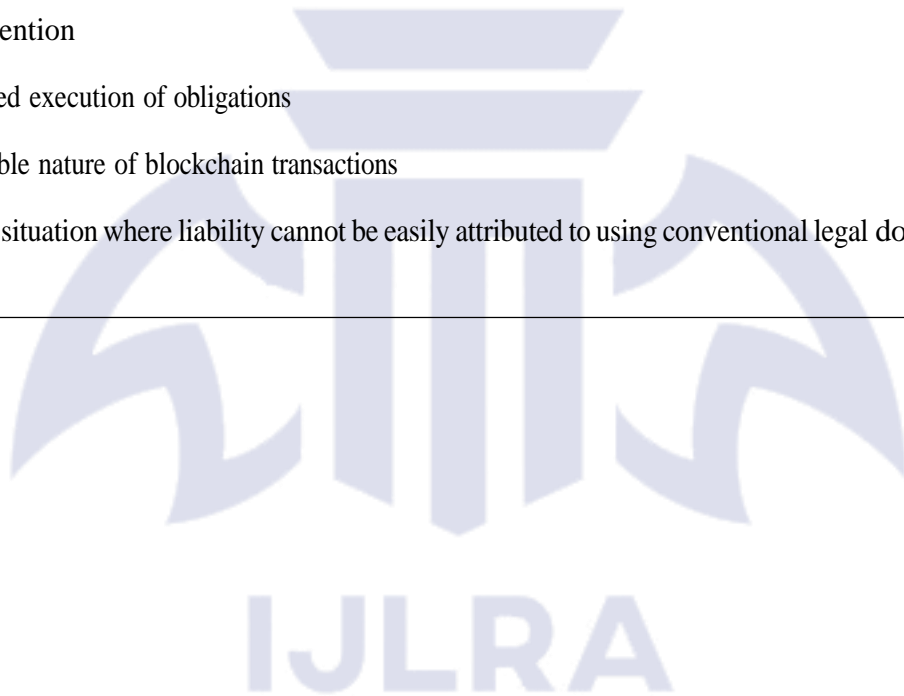 ention
ed execution of obligations
ble nature of blockchain transactions
situation where liability cannot be easily attributed to using conventional legal do
IJLRA